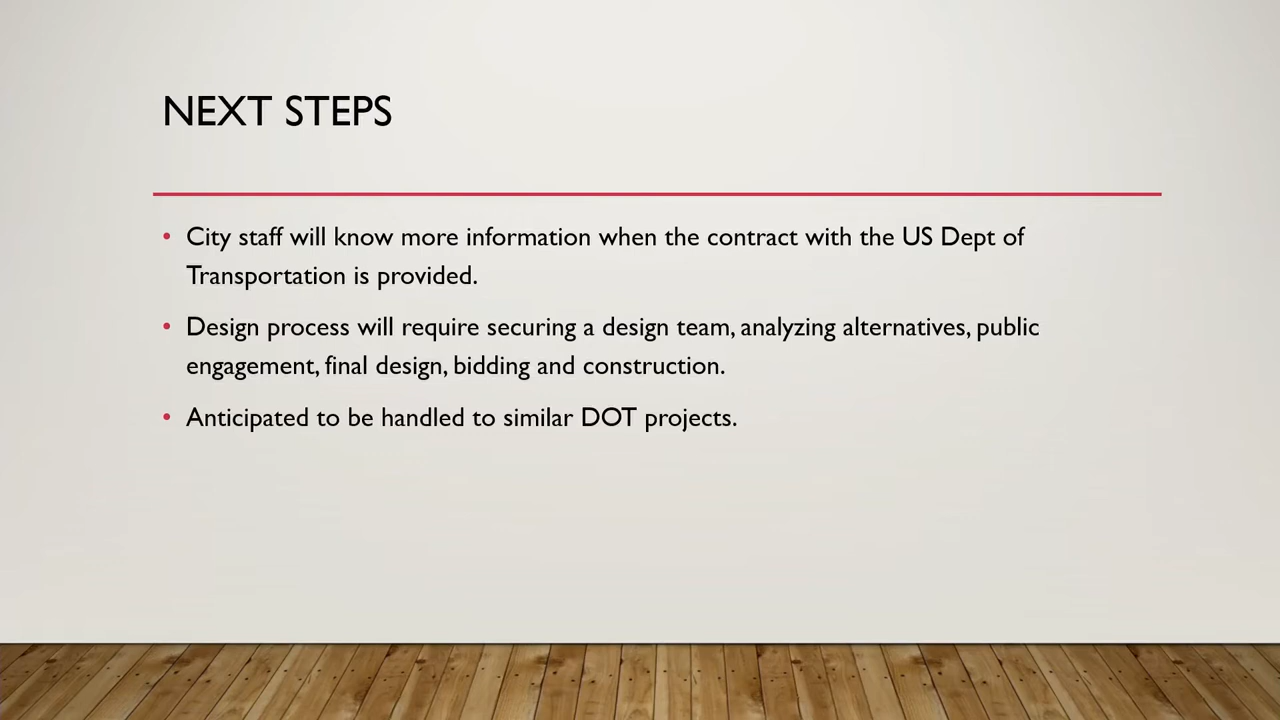 NEXT STEPS
• City staff will know more information when the contract with the US Dept of
Transportation is provided.
• Design process will require securing a design team, analyzing alternatives, public
engagement, final design, bidding and construction.
• Anticipated to be handled to similar DOT projects.